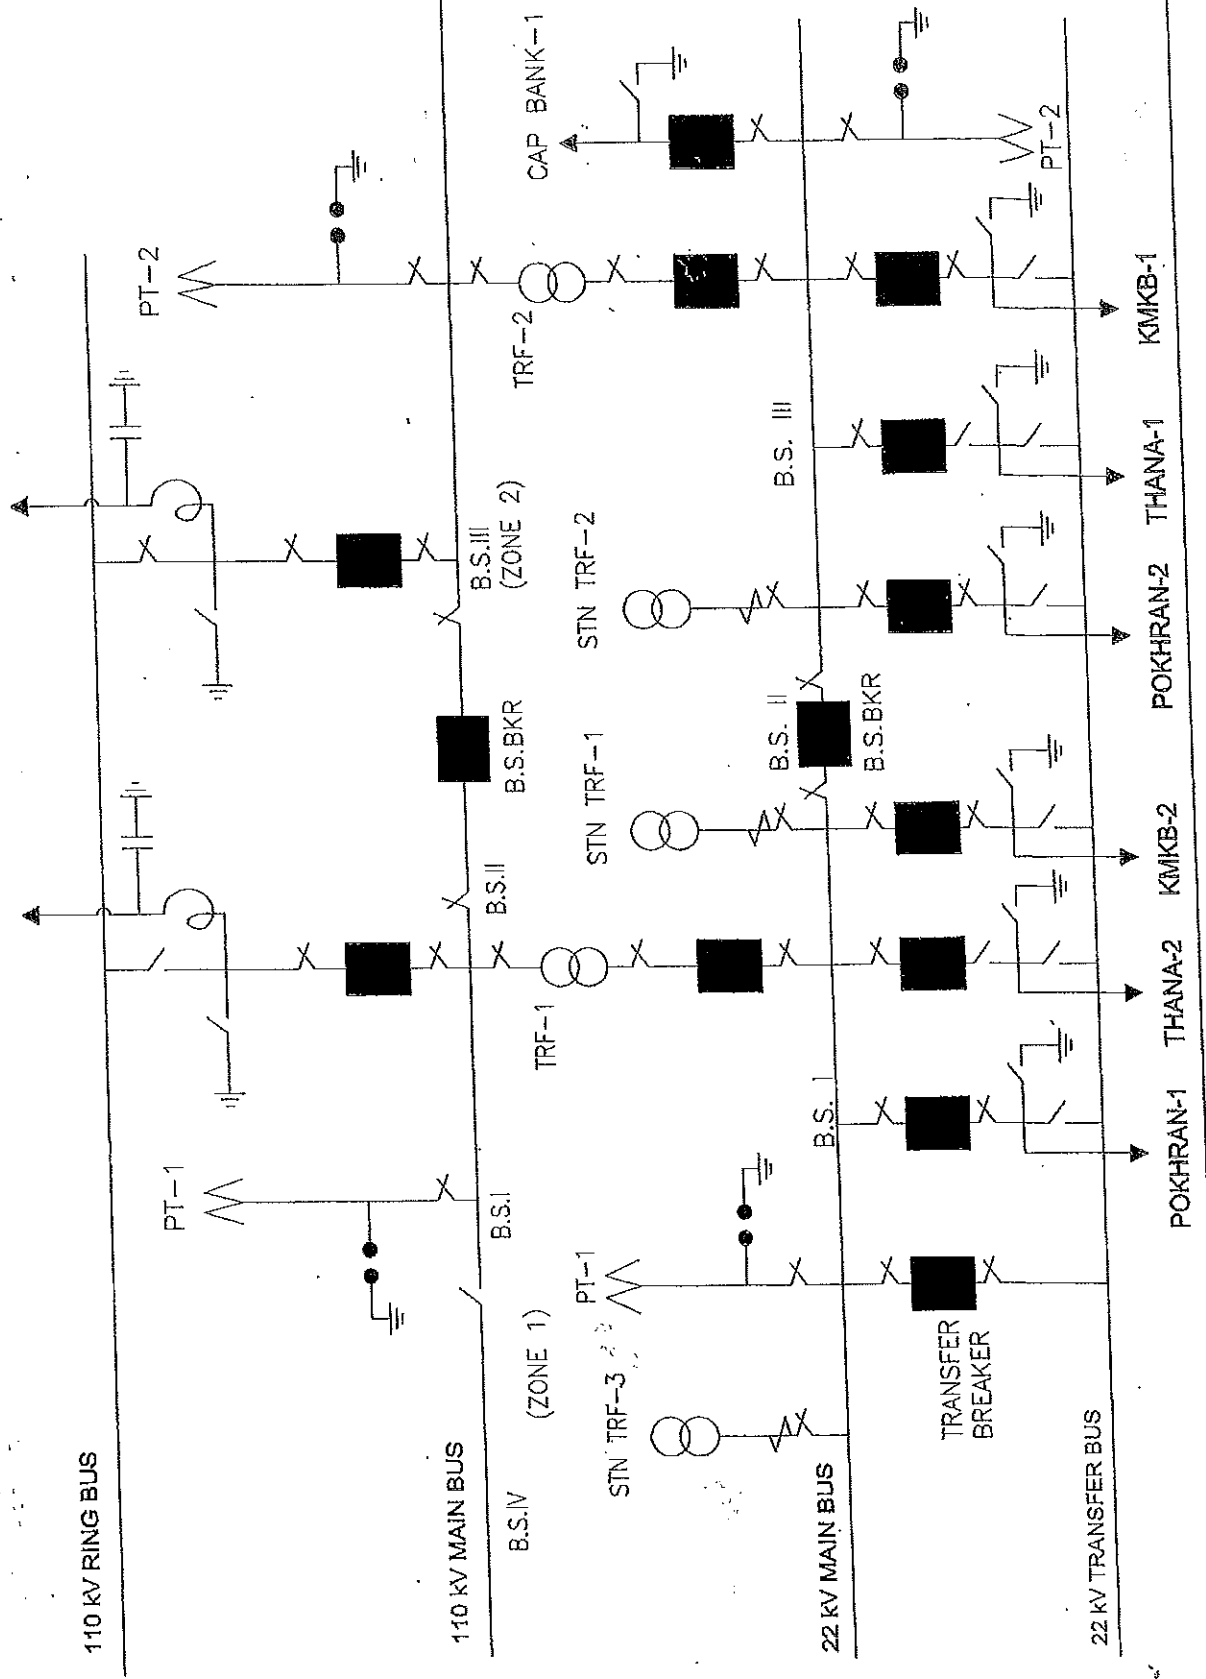 110 KV RING BUS
PT-1
PT-2
110 KV MAIN BUS
B.S.IV
(ZONE 1)
B.S.I
B.S.II
B.S.BKR
B.S.III
(ZONE 2)
TRF-1
TRF-2
CAP BANK-1
STN TRF-3
PT-1
STN TRF-1
STN TRF-2
22 KV MAIN BUS
B.S. I
B.S. II
B.S.BKR
B.S. III
PT-2
TRANSFER
BREAKER
22 KV TRANSFER BUS
POKHRAN-1
THANA-2
KMKB-2
POKHRAN-2
THANA-1
KMKB-1